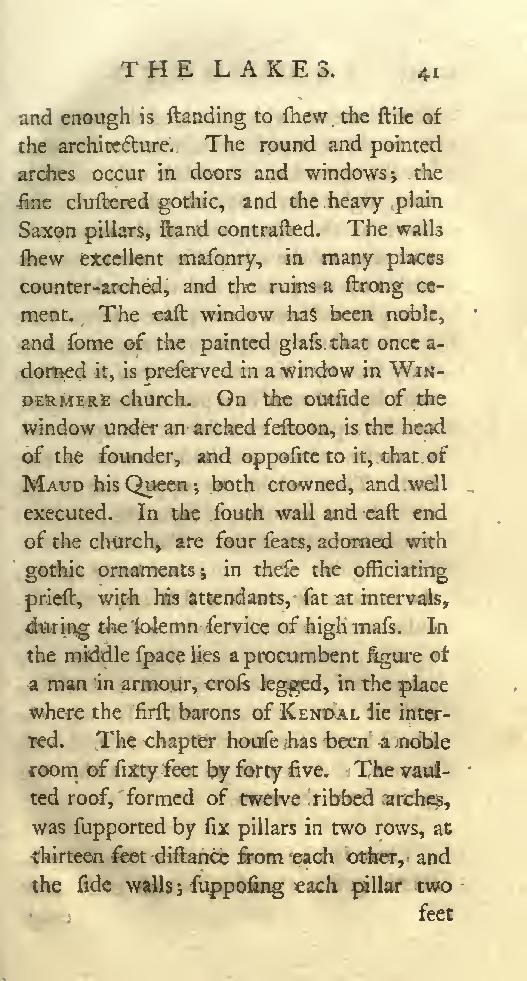 THE LAKES. 41
and enough is ſtanding to ſhew the ſtile of
the architecture. The round and pointed
arches occur in doors and windows; the
fine cluſtered gothic, and the heavy plain
Saxon pillars, ſtand contraſted. The walls
ſhew excellent maſonry, in many places
counter-arched, and the ruins a ſtrong ce-
ment. The eaſt window has been noble,
and ſome of the painted glaſs that once a-
dorned it, is preſerved in a window in WIN-
DERMERE church. On the outſide of the
window under an arched feſtoon, is the head
of the founder, and oppoſite to it, that of
MAUD his Queen; both crowned, and well
executed. In the ſouth wall and eaſt end
of the church, are four ſeats, adorned with
gothic ornaments; in theſe the officiating
prieſt, with his attendants, ſat at intervals,
during the ſolemn ſervice of high maſs. In
the middle ſpace lies a procumbent figure of
a man in armour, croſs legged, in the place
where the firſt barons of KENDAL lie inter-
red. The chapter houſe has been a noble
room of ſixty feet by forty five. The vaul-
ted roof, formed of twelve ribbed arches,
was ſupported by ſix pillars in two rows, at
thirteen feet diſtance from each other, and
the ſide walls; ſuppoſing each pillar two
feet